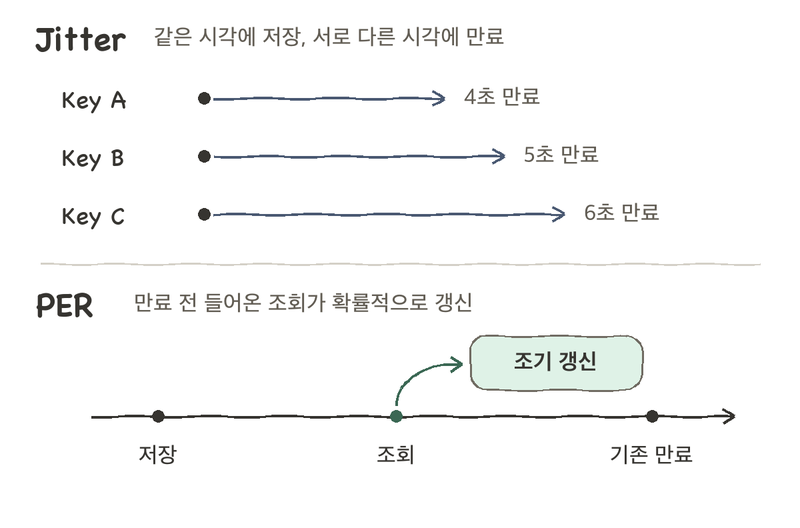 Jitter 같은 시각에 저장, 서로 다른 시각에 만료
Key A 4초 만료
Key B 5초 만료
Key C 6초 만료
PER 만료 전 들어온 조회가 확률적으로 갱신
조기 갱신
저장 조회 기존 만료